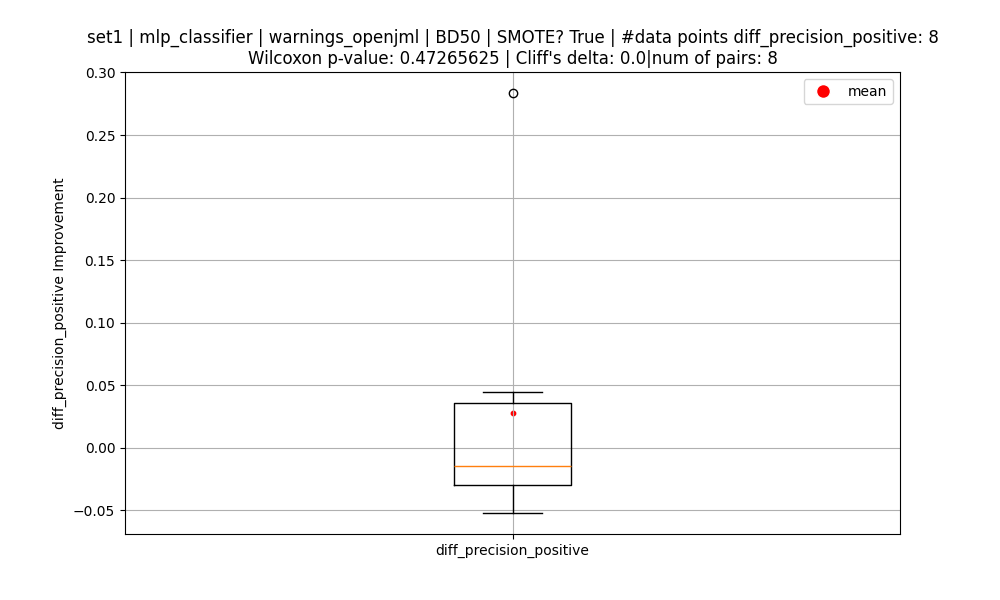 set1 | mlp_classifier | warnings_openjml | BD50 | SMOTE? True | #data points diff_precision_positive: 8
Wilcoxon p-value: 0.47265625 | Cliff's delta: 0.0|num of pairs: 8
mean
0.30
0.25
0.20
0.15
0.10
0.05
0.00
−0.05
diff_precision_positive Improvement
diff_precision_positive